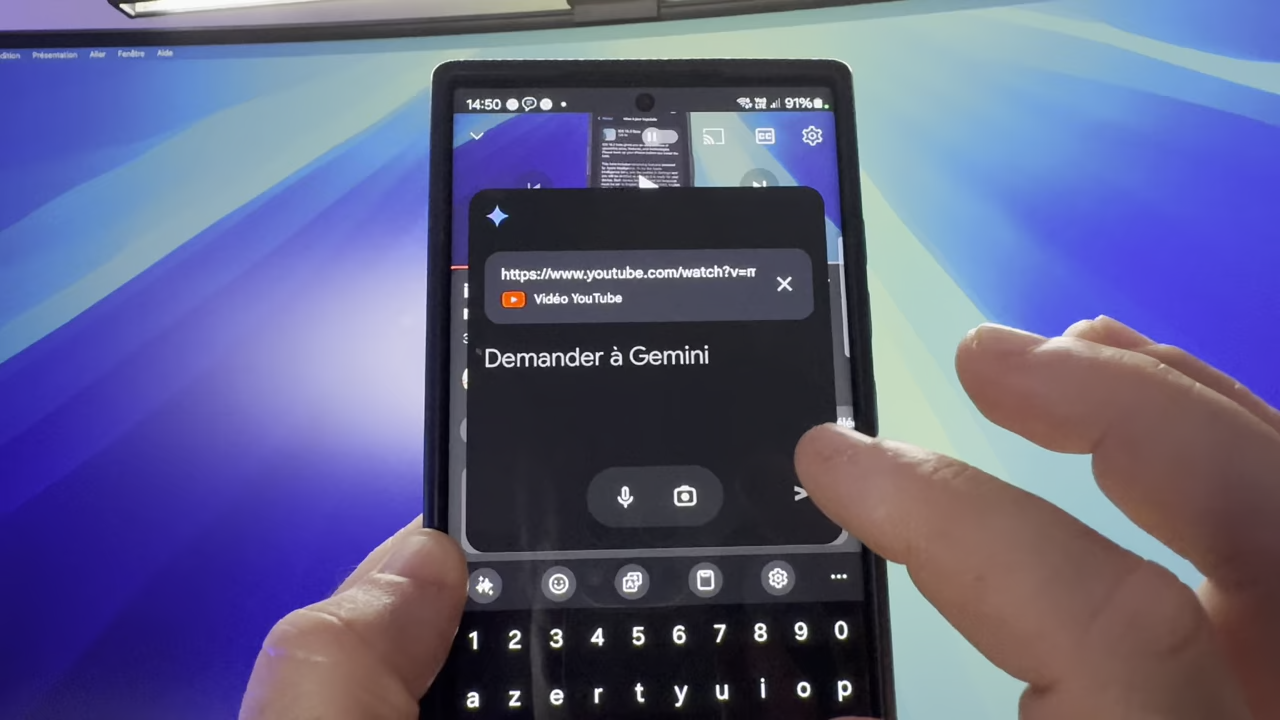 Présentation Aller Fenêtre Aide
14:50 91%
CC
https://www.youtube.com/watch?v=
Vidéo YouTube
Demander à Gemini
1 2 3 4 5 6 7 8 9 0
a z e r t y u i o p